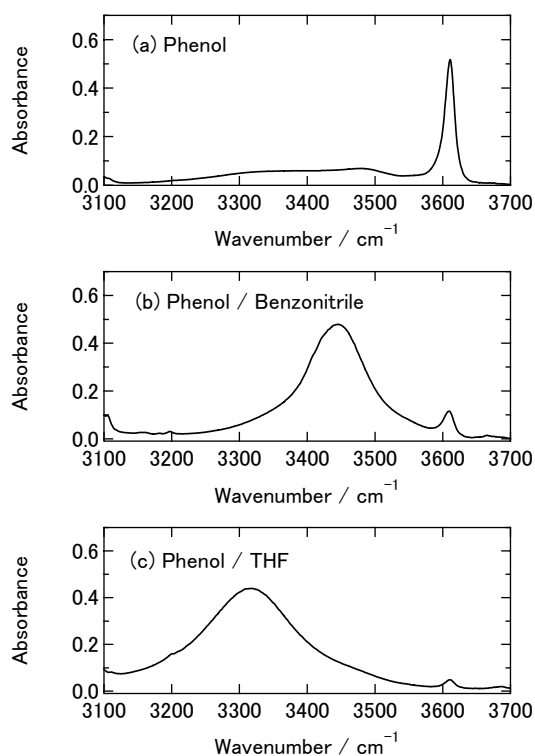 (a) Phenol
Absorbance
0.6
0.4
0.2
0.0
3100 3200 3300 3400 3500 3600 3700
Wavenumber / cm⁻¹
(b) Phenol / Benzonitrile
Absorbance
0.6
0.4
0.2
0.0
3100 3200 3300 3400 3500 3600 3700
Wavenumber / cm⁻¹
(c) Phenol / THF
Absorbance
0.6
0.4
0.2
0.0
3100 3200 3300 3400 3500 3600 3700
Wavenumber / cm⁻¹